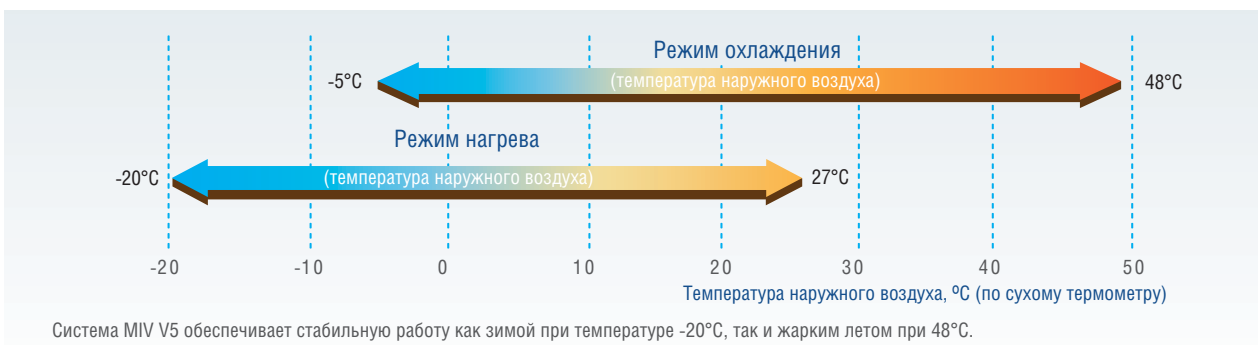 Режим охлаждения
-5°C
(температура наружного воздуха)
48°C
Режим нагрева
-20°C
(температура наружного воздуха)
27°C
-20 -10 0 10 20 30 40 50
Температура наружного воздуха, ºC (по сухому термометру)
Система MIV V5 обеспечивает стабильную работу как зимой при температуре -20°C, так и жарким летом при 48°C.